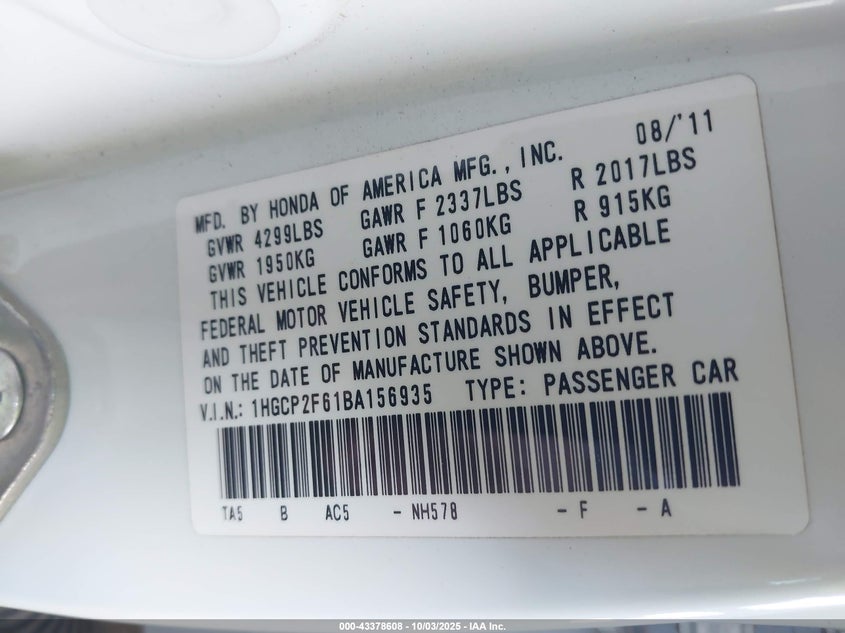 08/'11
MFD. BY HONDA OF AMERICA MFG., INC.
GVWR 4299LBS GAWR F 2337LBS R 2017LBS
GVWR 1950KG GAWR F 1060KG R 915KG
THIS VEHICLE CONFORMS TO ALL APPLICABLE
FEDERAL MOTOR VEHICLE SAFETY, BUMPER,
AND THEFT PREVENTION STANDARDS IN EFFECT
ON THE DATE OF MANUFACTURE SHOWN ABOVE.
V.I.N.: 1HGCP2F61BA156935 TYPE: PASSENGER CAR
TA5 B AC5 - NH578 - F - A
000-43378608 - 10/03/2025 - IAA Inc.